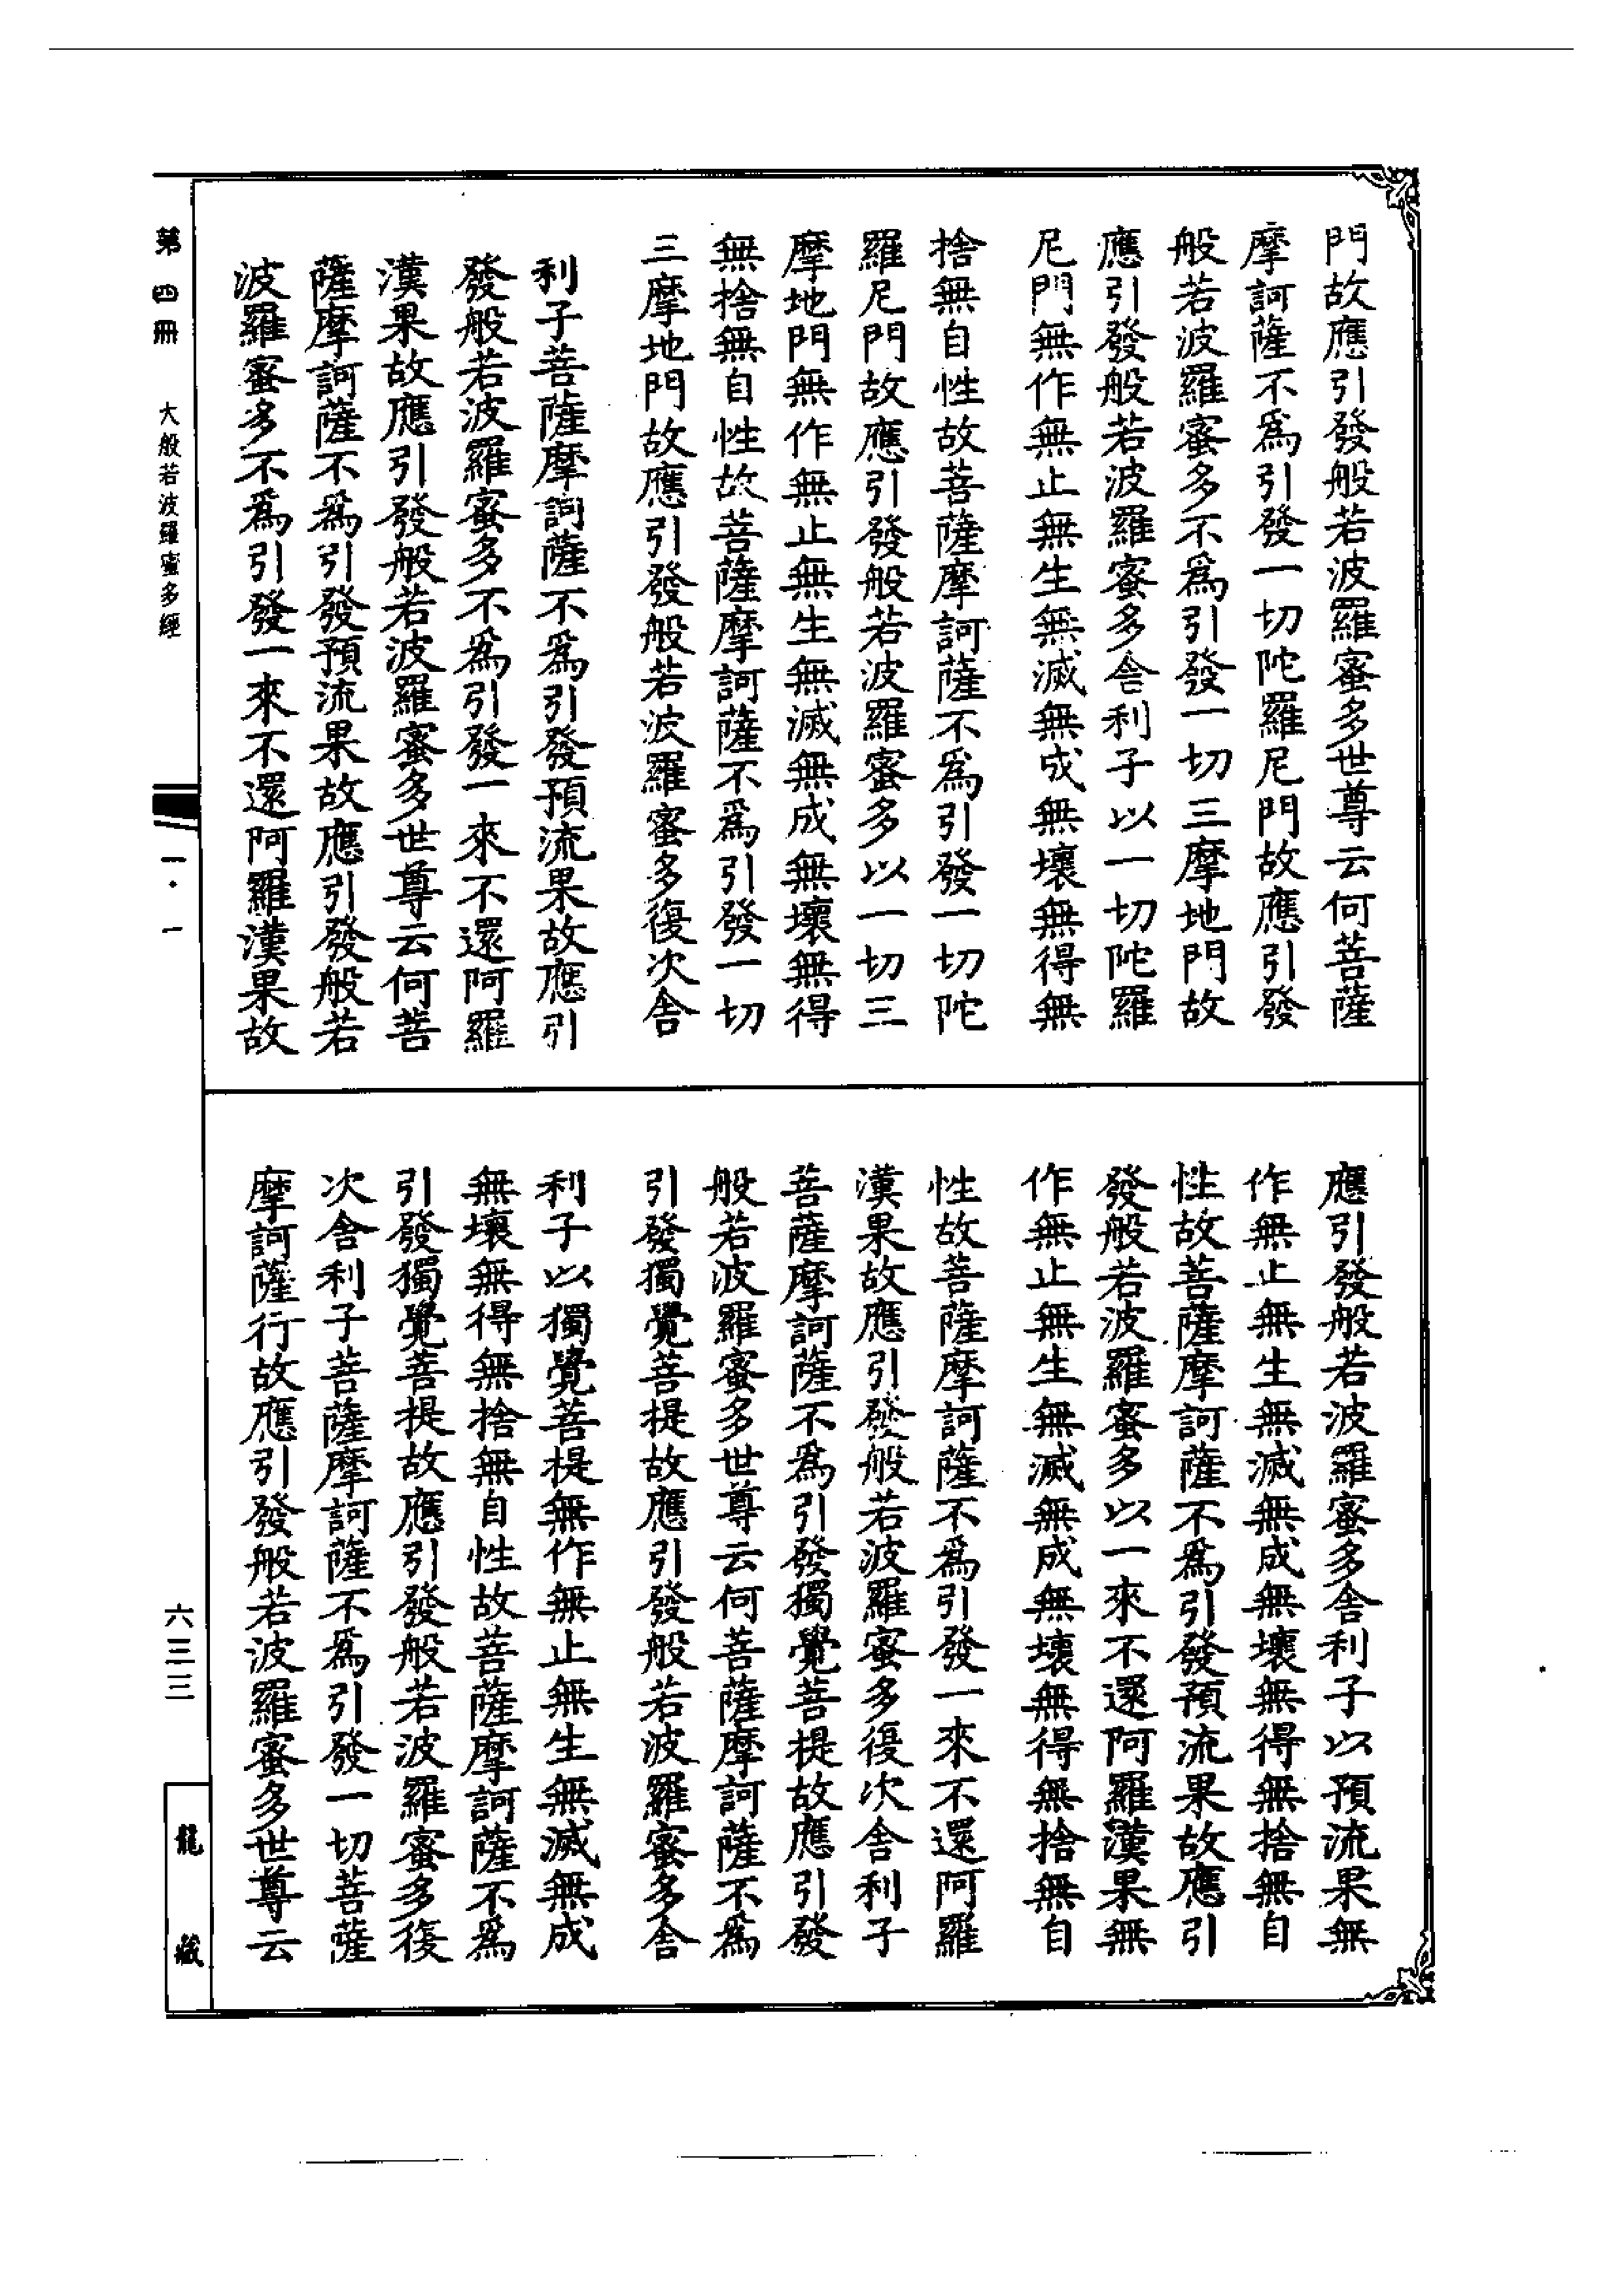 門故應引發般若波羅蜜多世尊云何菩薩
摩訶薩不爲引發一切陀羅尼門故應引發
般若波羅蜜多不爲引發一切三摩地門故
應引發般若波羅蜜多舍利子以一切陀羅
尼門無作無止無生無滅無成無壞無得無
捨無自性故菩薩摩訶薩不爲引發一切陀
羅尼門故應引發般若波羅蜜多以一切三
摩地門無作無止無生無滅無成無壞無得
無捨無自性故菩薩摩訶薩不爲引發一切
三摩地門故應引發般若波羅蜜多復次舍
利子菩薩摩訶薩不爲引發預流果故應引
發般若波羅蜜多不爲引發一來不還阿羅
漢果故應引發般若波羅蜜多世尊云何菩
薩摩訶薩不爲引發預流果故應引發般若
波羅蜜多不爲引發一來不還阿羅漢果故
應引發般若波羅蜜多舍利子以預流果無
作無止無生無滅無成無壞無得無捨無自
性故菩薩摩訶薩不爲引發預流果故應引
發般若波羅蜜多以一來不還阿羅漢果無
作無止無生無滅無成無壞無得無捨無自
性故菩薩摩訶薩不爲引發一來不還阿羅
漢果故應引發般若波羅蜜多復次舍利子
菩薩摩訶薩不爲引發獨覺菩提故應引發
般若波羅蜜多世尊云何菩薩摩訶薩不爲
引發獨覺菩提故應引發般若波羅蜜多舍
利子以獨覺菩提無作無止無生無滅無成
無壞無得無捨無自性故菩薩摩訶薩不爲
引發獨覺菩提故應引發般若波羅蜜多復
次舍利子菩薩摩訶薩不爲引發一切菩薩
摩訶薩行故應引發般若波羅蜜多世尊云
第四冊 大般若波羅蜜多經
一·一
六三三
龍藏